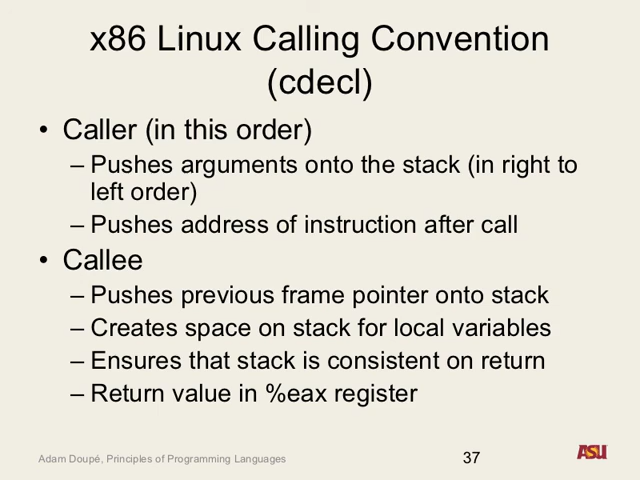 x86 Linux Calling Convention
(cdecl)
• Caller (in this order)
– Pushes arguments onto the stack (in right to
left order)
– Pushes address of instruction after call
• Callee
– Pushes previous frame pointer onto stack
– Creates space on stack for local variables
– Ensures that stack is consistent on return
– Return value in %eax register
Adam Doupé, Principles of Programming Languages
37
ASU